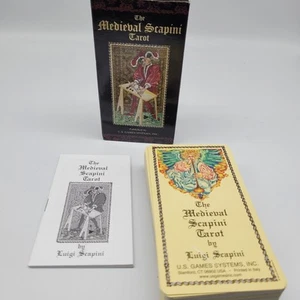 The
Medieval Scapini
Tarot
The
Medieval
Scapini
Tarot
by
Luigi Scapini
The
Medieval
Scapini
Tarot
by
Luigi Scapini
U.S. GAMES SYSTEMS, INC.